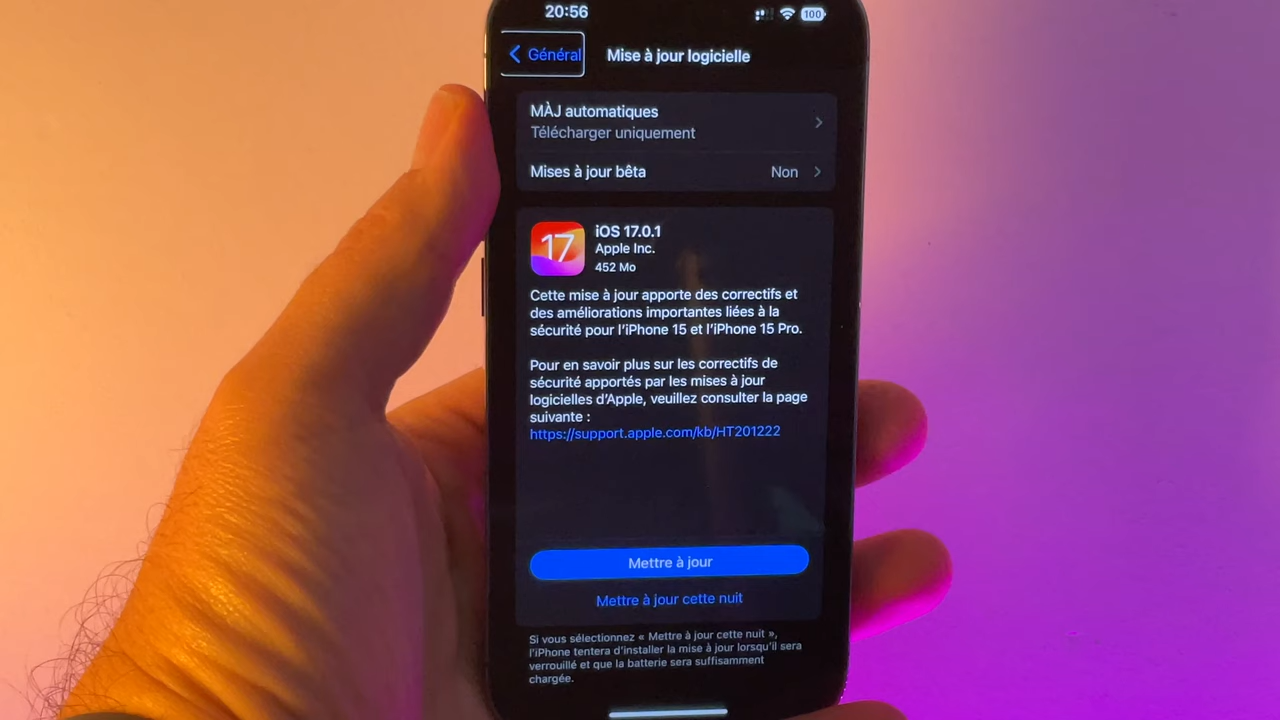 20:56
100
Général
Mise à jour logicielle
MÀJ automatiques
Télécharger uniquement
Mises à jour bêta
Non
17
iOS 17.0.1
Apple Inc.
452 Mo
Cette mise à jour apporte des correctifs et
des améliorations importantes liées à la
sécurité pour l’iPhone 15 et l’iPhone 15 Pro.
Pour en savoir plus sur les correctifs de
sécurité apportés par les mises à jour
logicielles d’Apple, veuillez consulter la page
suivante :
https://support.apple.com/kb/HT201222
Mettre à jour
Mettre à jour cette nuit
Si vous sélectionnez « Mettre à jour cette nuit »,
l’iPhone tentera d’installer la mise à jour lorsqu’il sera
verrouillé et que la batterie sera suffisamment
chargée.